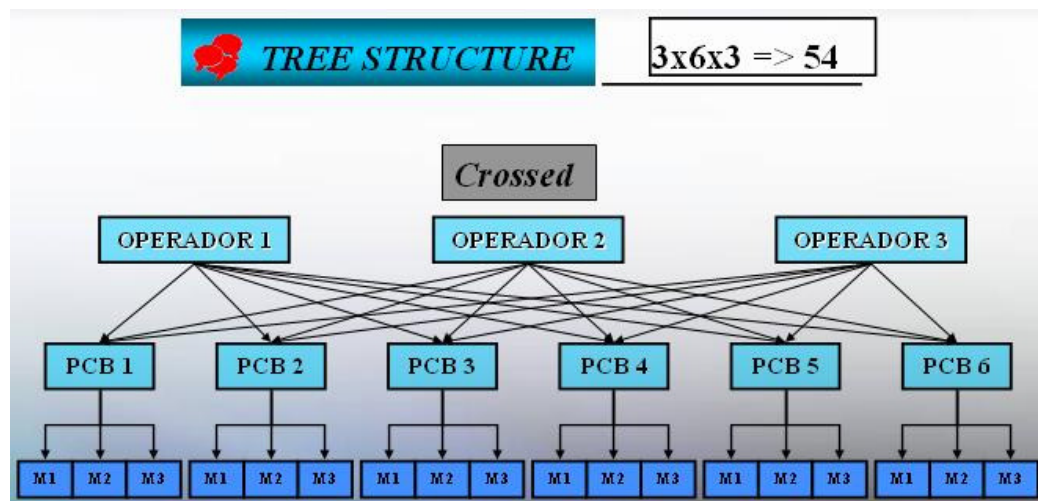 TREE STRUCTURE
3x6x3 => 54
Crossed
OPERADOR 1 OPERADOR 2 OPERADOR 3
PCB 1 PCB 2 PCB 3 PCB 4 PCB 5 PCB 6
M1 M2 M3 M1 M2 M3 M1 M2 M3 M1 M2 M3 M1 M2 M3 M1 M2 M3